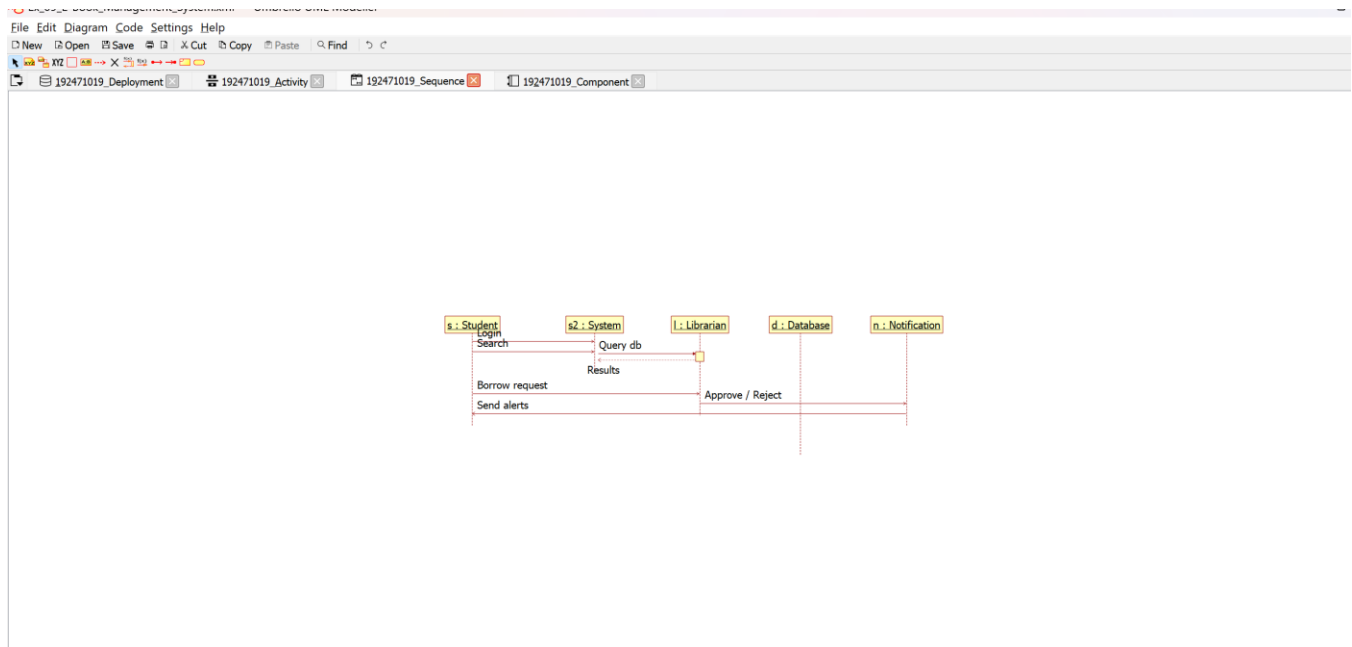 File Edit Diagram Code Settings Help
New Open Save Cut Copy Paste Find
XYZ
192471019_Deployment 192471019_Activity 192471019_Sequence 192471019_Component
s : Student s2 : System l : Librarian d : Database n : Notification
Login
Search
Query db
Results
Borrow request
Approve / Reject
Send alerts